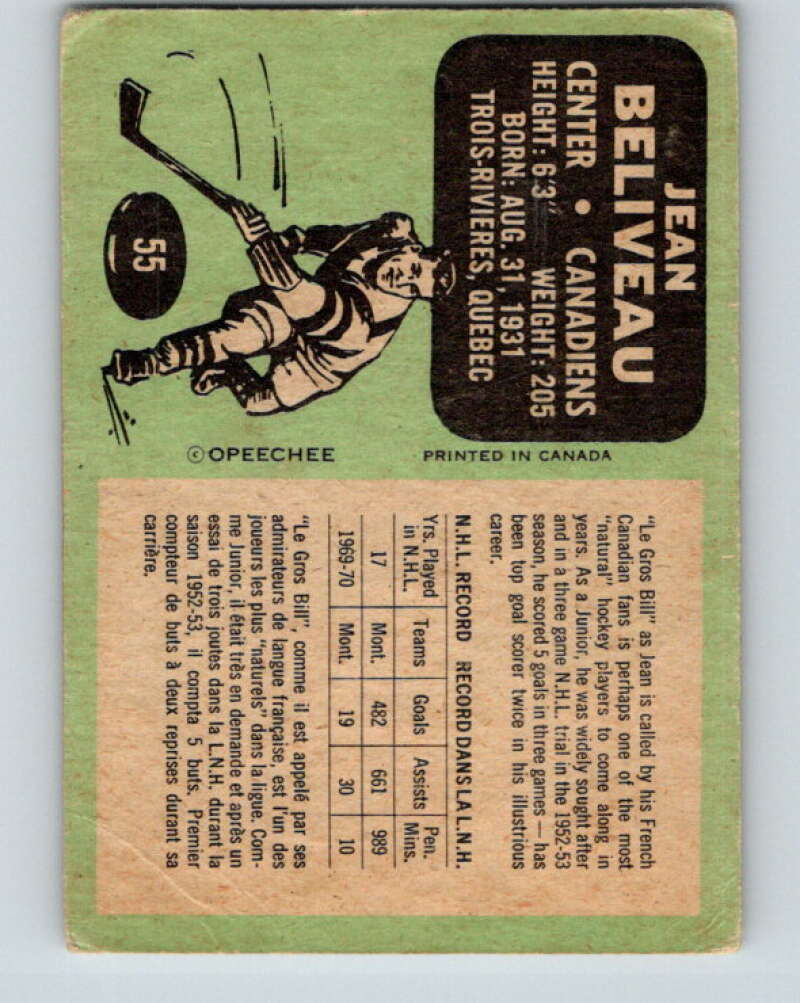 JEAN
BELIVEAU
CENTER • CANADIENS
HEIGHT: 6'3" WEIGHT: 205
BORN: AUG. 31, 1931
TROIS-RIVIERES, QUEBEC
55
© OPEECHEE
PRINTED IN CANADA
"Le Gros Bill" as Jean is called by his French
Canadian fans is perhaps one of the most
"natural" hockey players to come along in
years. As a Junior, he was widely sought after
and in a three game N.H.L. trial in the 1952-53
season, he scored 5 goals in three games — has
been top goal scorer twice in his illustrious
career.
N.H.L. RECORD RECORD DANS LA L.N.H.
Yrs. Played in N.H.L. Teams Goals Assists Pen. Mins.
17 Mont. 482 661 989
1969-70 Mont. 19 30 10
"Le Gros Bill", comme il est appelé par ses
admirateurs de langue française, est l'un des
joueurs les plus "naturels" dans la ligue. Com-
me Junior, il était très en demande et après un
essai de trois joutes dans la L.N.H. durant la
saison 1952-53, il compta 5 buts. Premier
compteur de buts à deux reprises durant sa
carrière.